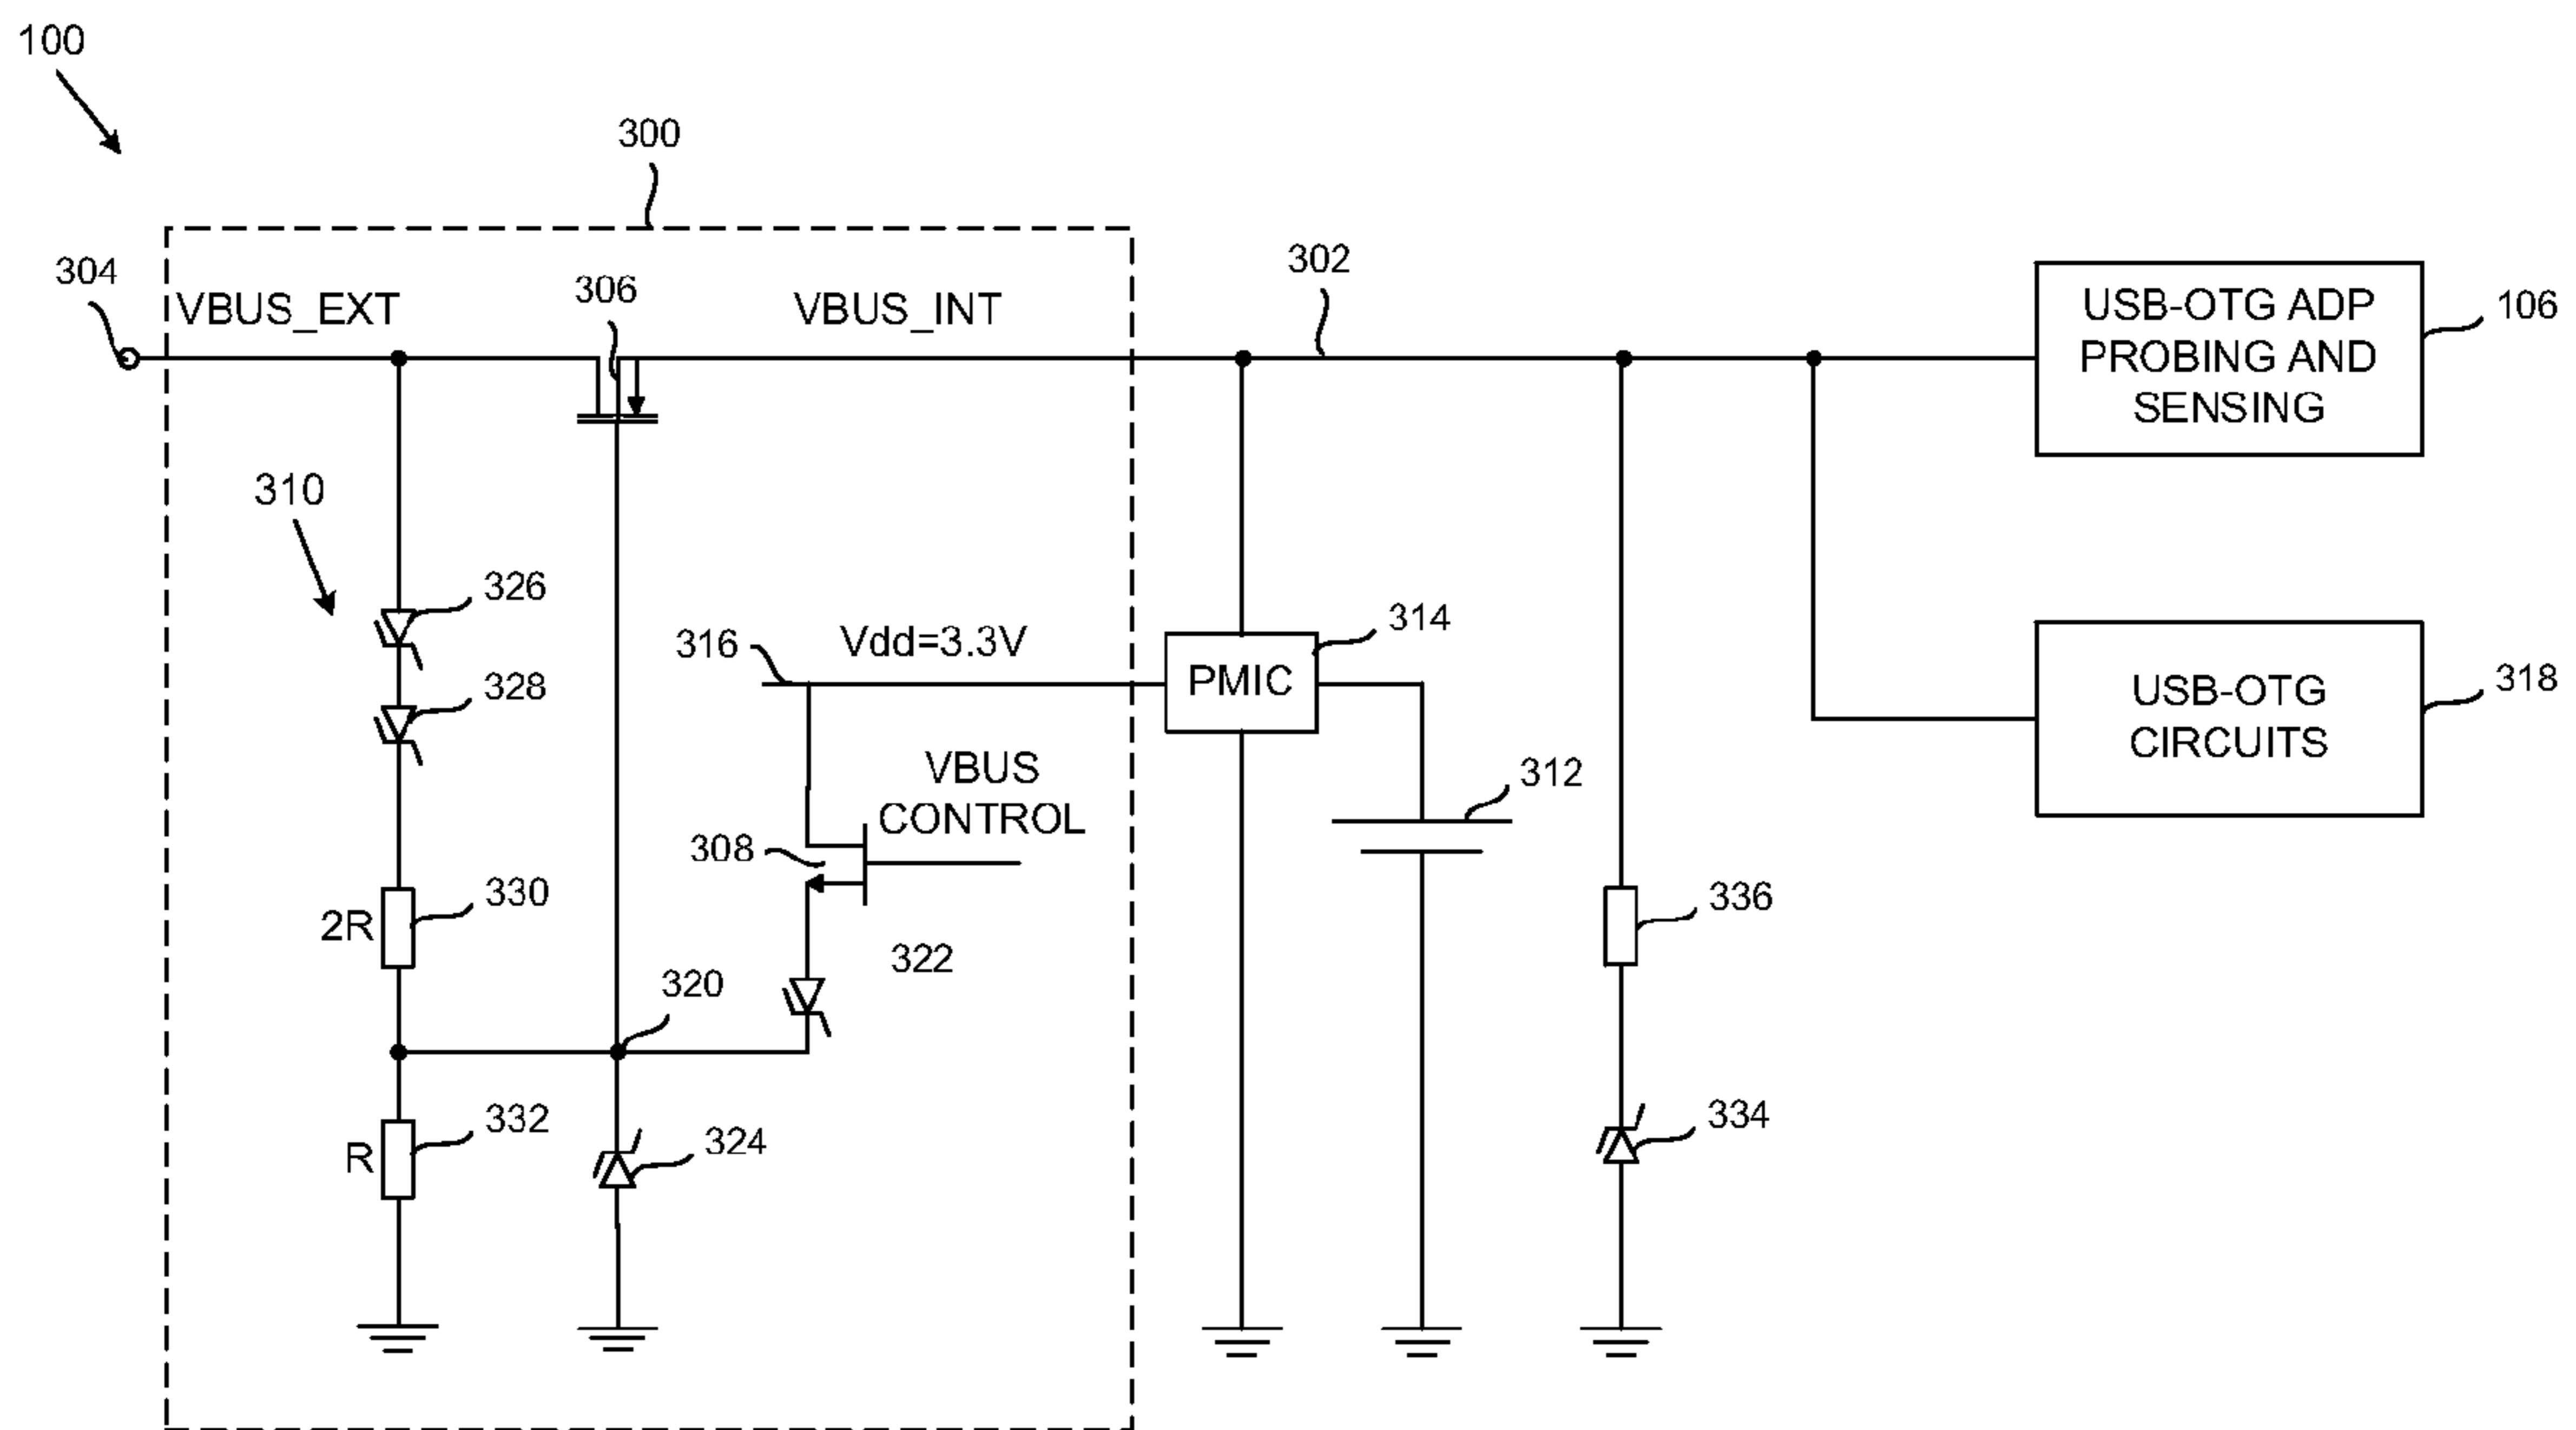 100
300
304
VBUS_EXT
306
VBUS_INT
302
USB-OTG ADP
PROBING AND
SENSING
106
310
326
328
316
Vdd=3.3V
314
PMIC
USB-OTG
CIRCUITS
318
VBUS
CONTROL
308
312
2R
330
322
336
320
R
332
324
334